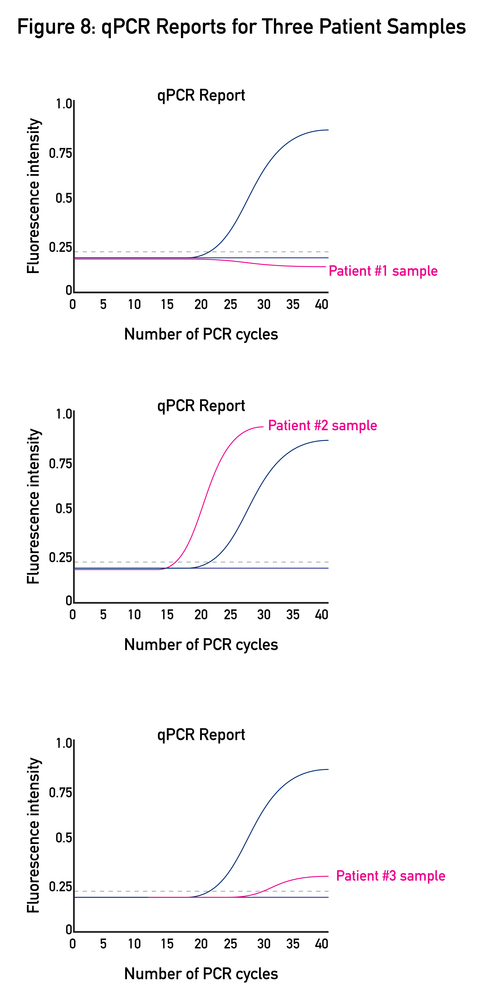 Figure 8: qPCR Reports for Three Patient Samples
qPCR Report
Fluorescence intensity
1.0
0.75
0.5
0.25
0
Patient #1 sample
0 5 10 15 20 25 30 35 40
Number of PCR cycles
qPCR Report
Fluorescence intensity
1.0
Patient #2 sample
0.75
0.5
0.25
0
0 5 10 15 20 25 30 35 40
Number of PCR cycles
qPCR Report
Fluorescence intensity
1.0
0.75
0.5
Patient #3 sample
0.25
0
0 5 10 15 20 25 30 35 40
Number of PCR cycles